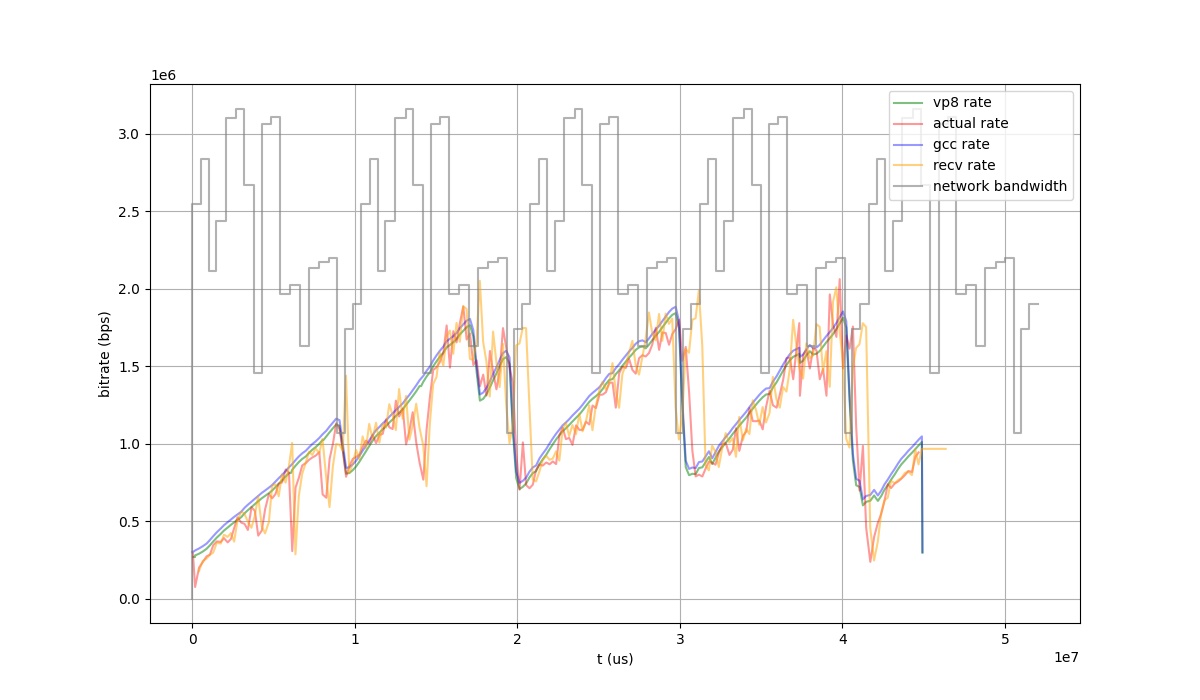 1e6
3.0
2.5
2.0
1.5
1.0
0.5
0.0
bitrate (bps)
vp8 rate
actual rate
gcc rate
recv rate
network bandwidth
0 1 2 3 4 5
t (us)
1e7